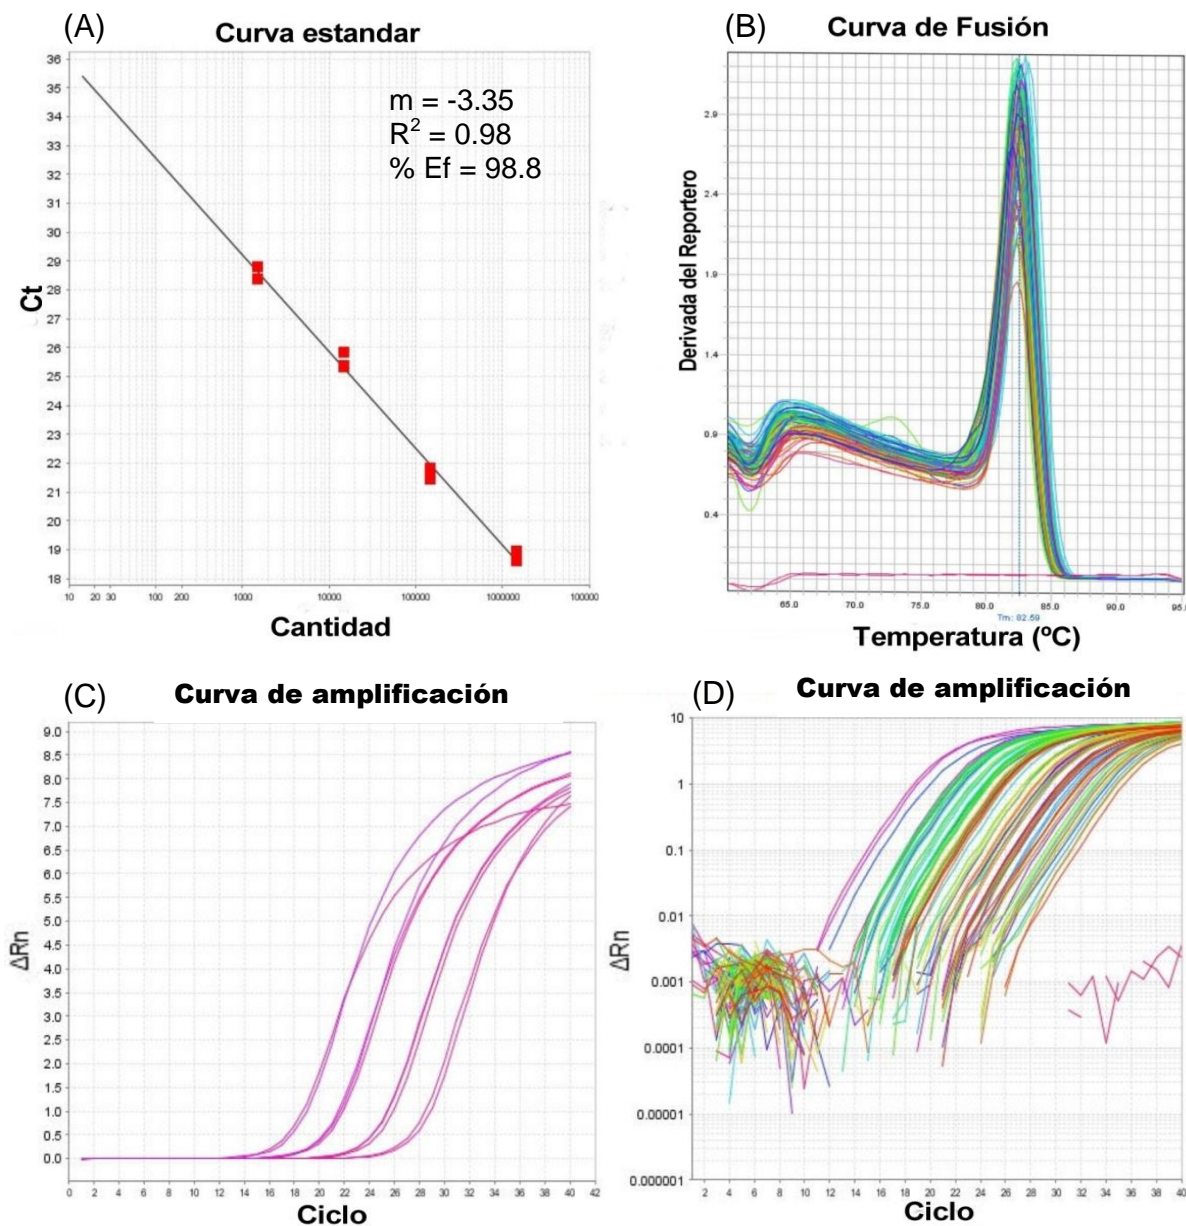 (A)
Curva estandar
m = -3.35
R² = 0.98
% Ef = 98.8
36
35
34
33
32
31
30
29
28
27
26
25
24
23
22
21
20
19
18
Ct
10 20 30 100 200 1000 10000 100000 1000000 100000
Cantidad
(B)
Curva de Fusión
2.9
2.4
1.9
1.4
0.9
0.4
Derivada del Reportero
65.0 70.0 75.0 80.0 85.0 90.0 95.
Tm: 82.59
Temperatura (ºC)
(C)
Curva de amplificación
9.0
8.5
8.0
7.5
7.0
6.5
6.0
5.5
5.0
4.5
4.0
3.5
3.0
2.5
2.0
1.5
1.0
0.5
0.0
ΔRn
0 2 4 6 8 10 12 14 16 18 20 22 24 26 28 30 32 34 36 38 40 42
Ciclo
(D)
Curva de amplificación
10
1
0.1
0.01
0.001
0.0001
0.00001
0.000001
ΔRn
2 4 6 8 10 12 14 16 18 20 22 24 26 28 30 32 34 36 38 40
Ciclo